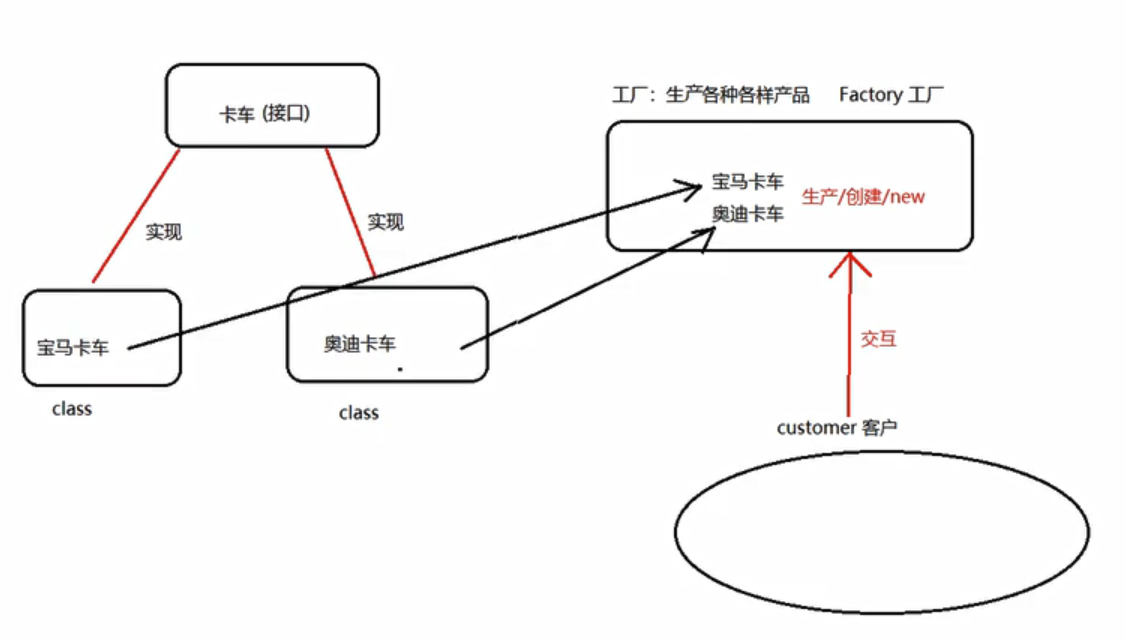 卡车 (接口)
实现
实现
宝马卡车
class
奥迪卡车
class
工厂：生产各种各样产品 Factory 工厂
宝马卡车
奥迪卡车
生产/创建/new
交互
customer 客户